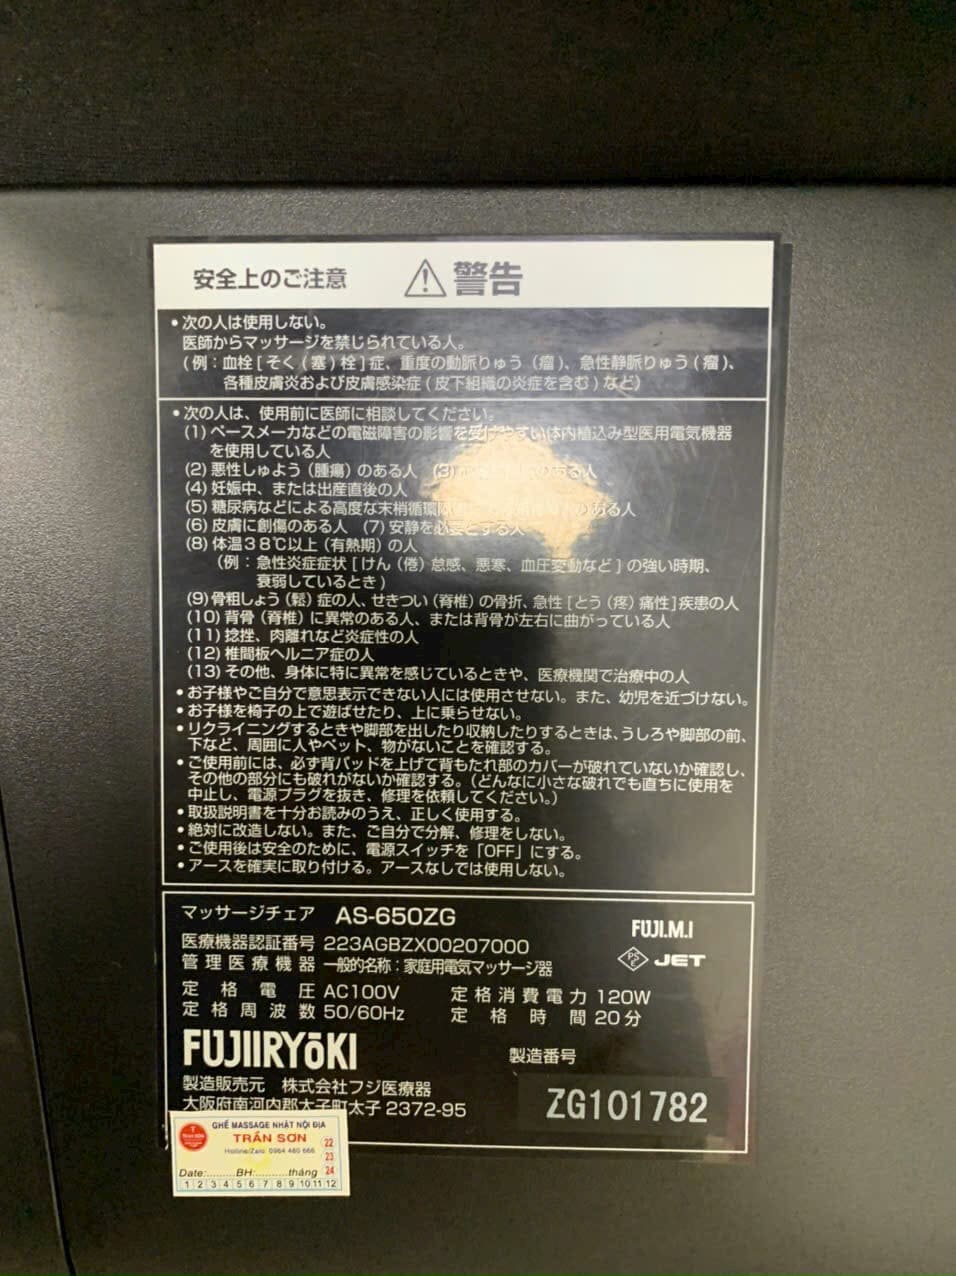 安全上のご注意 警告
•次の人は使用しない。
医師からマッサージを禁じられている人。
(例:血栓[そく(塞)栓]症、重度の動脈りゅう(瘤)、急性静脈りゅう(瘤)、
各種皮膚炎および皮膚感染症(皮下組織の炎症を含む)など)
•次の人は、使用前に医師に相談してください。
(1)ペースメーカなどの電磁障害の影響を受けやすい体内植込み型医用電気機器
を使用している人
(2)悪性しゅよう(腫瘍)のある人 (3) のある人
(4)妊娠中、または出産直後の人
(5)糖尿病などによる高度な末梢循環障 のある人
(6)皮膚に創傷のある人 (7)安静を必要とする人
(8)体温38℃以上(有熱期)の人
(例:急性炎症症状[けん(倦)怠感、悪寒、血圧変動など]の強い時期、
衰弱しているとき)
(9)骨粗しょう(鬆)症の人、せきつい(脊椎)の骨折、急性[とう(疼)痛性]疾患の人
(10)背骨(脊椎)に異常のある人、または背骨が左右に曲がっている人
(11)捻挫、肉離れなど炎症性の人
(12)椎間板ヘルニア症の人
(13)その他、身体に特に異常を感じているときや、医療機関で治療中の人
•お子様やご自分で意思表示できない人には使用させない。また、幼児を近づけない。
•お子様を椅子の上で遊ばせたり、上に乗らせない。
•リクライニングするときや脚部を出したり収納したりするときは、うしろや脚部の前、
下など、周囲に人やペット、物がないことを確認する。
•ご使用前には、必ず背パッドを上げて背もたれ部のカバーが破れていないか確認し、
その他の部分にも破れがないか確認する。(どんなに小さな破れでも直ちに使用を
中止し、電源プラグを抜き、修理を依頼してください。)
•取扱説明書を十分お読みのうえ、正しく使用する。
•絶対に改造しない。また、ご自分で分解、修理をしない。
•ご使用後は安全のために、電源スイッチを「OFF」にする。
•アースを確実に取り付ける。アースなしでは使用しない。
マッサージチェア AS-650ZG
FUJI.M.I
医療機器認証番号 223AGBZX00207000
PS
E
JET
管理医療機器 一般的名称:家庭用電気マッサージ器
定格電圧 AC100V 定格消費電力 120W
定格周波数 50/60Hz 定格時間 20分
FUJIIRYōKI
製造番号
製造販売元 株式会社フジ医療器
大阪府南河内郡太子町太子 2372-95
ZG101782
GHẾ MASSAGE NHẬT NỘI ĐỊA
TRẦN SƠN
Hotline/Zalo: 0964 460 666
22
23
24
Date:........BH:..........tháng
1 2 3 4 5 6 7 8 9 10 11 12